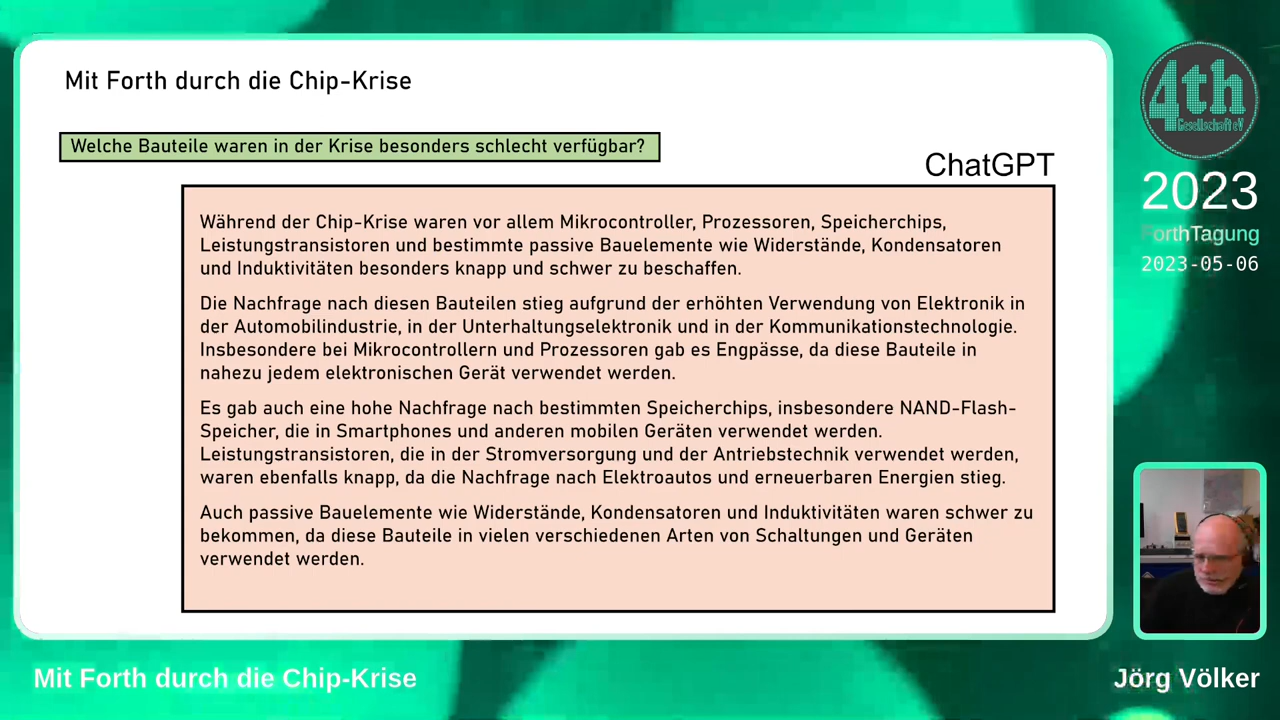 Mit Forth durch die Chip-Krise
Welche Bauteile waren in der Krise besonders schlecht verfügbar?
ChatGPT
Während der Chip-Krise waren vor allem Mikrocontroller, Prozessoren, Speicherchips,
Leistungstransistoren und bestimmte passive Bauelemente wie Widerstände, Kondensatoren
und Induktivitäten besonders knapp und schwer zu beschaffen.
Die Nachfrage nach diesen Bauteilen stieg aufgrund der erhöhten Verwendung von Elektronik in
der Automobilindustrie, in der Unterhaltungselektronik und in der Kommunikationstechnologie.
Insbesondere bei Mikrocontrollern und Prozessoren gab es Engpässe, da diese Bauteile in
nahezu jedem elektronischen Gerät verwendet werden.
Es gab auch eine hohe Nachfrage nach bestimmten Speicherchips, insbesondere NAND-Flash-
Speicher, die in Smartphones und anderen mobilen Geräten verwendet werden.
Leistungstransistoren, die in der Stromversorgung und der Antriebstechnik verwendet werden,
waren ebenfalls knapp, da die Nachfrage nach Elektroautos und erneuerbaren Energien stieg.
Auch passive Bauelemente wie Widerstände, Kondensatoren und Induktivitäten waren schwer zu
bekommen, da diese Bauteile in vielen verschiedenen Arten von Schaltungen und Geräten
verwendet werden.
4th
Gesellschaft eV
2023
ForthTagung
2023-05-06
Mit Forth durch die Chip-Krise
Jörg Völker